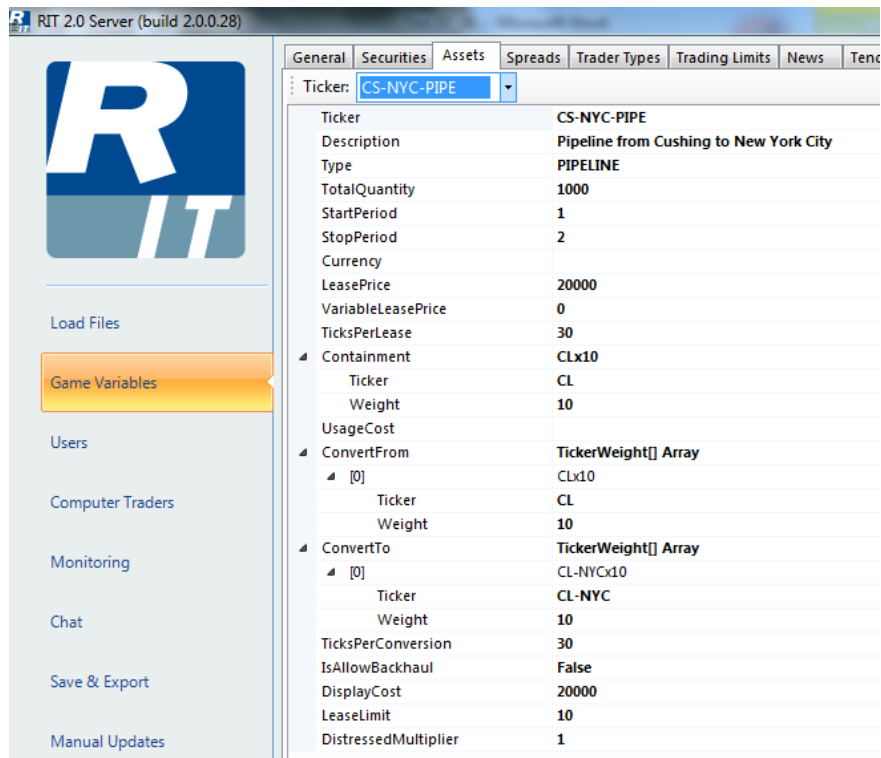 RIT 2.0 Server (build 2.0.0.28)
R
IT
Load Files
Game Variables
Users
Computer Traders
Monitoring
Chat
Save & Export
Manual Updates
General Securities Assets Spreads Trader Types Trading Limits News Tend
Ticker: CS-NYC-PIPE
Ticker CS-NYC-PIPE
Description Pipeline from Cushing to New York City
Type PIPELINE
TotalQuantity 1000
StartPeriod 1
StopPeriod 2
Currency
LeasePrice 20000
VariableLeasePrice 0
TicksPerLease 30
Containment CLx10
Ticker CL
Weight 10
UsageCost
ConvertFrom TickerWeight[] Array
[0] CLx10
Ticker CL
Weight 10
ConvertTo TickerWeight[] Array
[0] CL-NYCx10
Ticker CL-NYC
Weight 10
TicksPerConversion 30
IsAllowBackhaul False
DisplayCost 20000
LeaseLimit 10
DistressedMultiplier 1